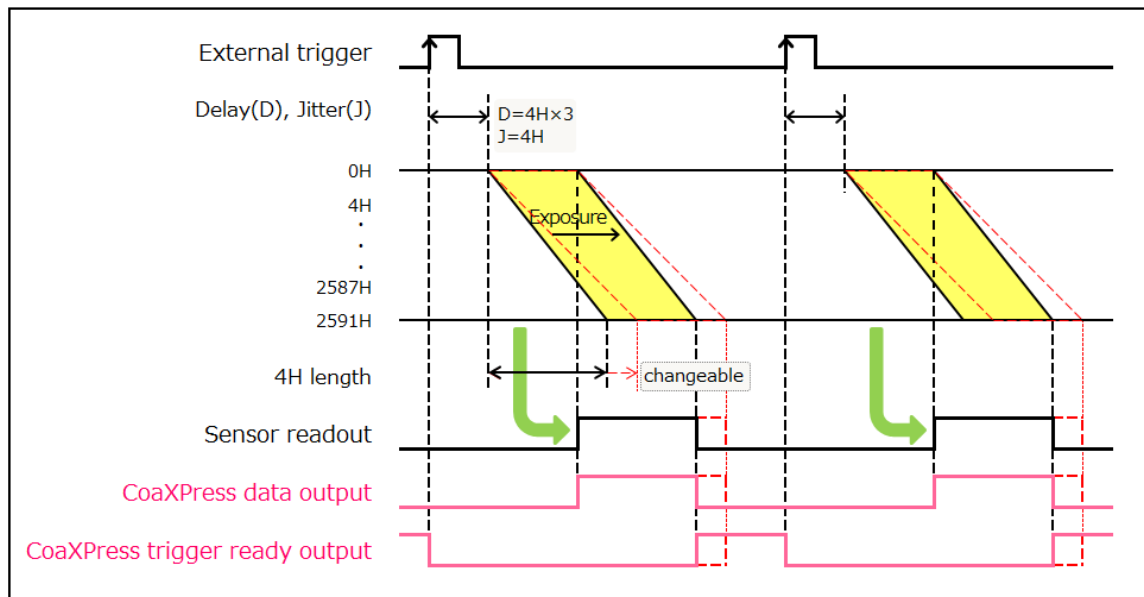 External trigger
Delay(D), Jitter(J)
D=4H×3
J=4H
0H
4H
.
.
.
Exposure
2587H
2591H
4H length
changeable
Sensor readout
CoaXPress data output
CoaXPress trigger ready output